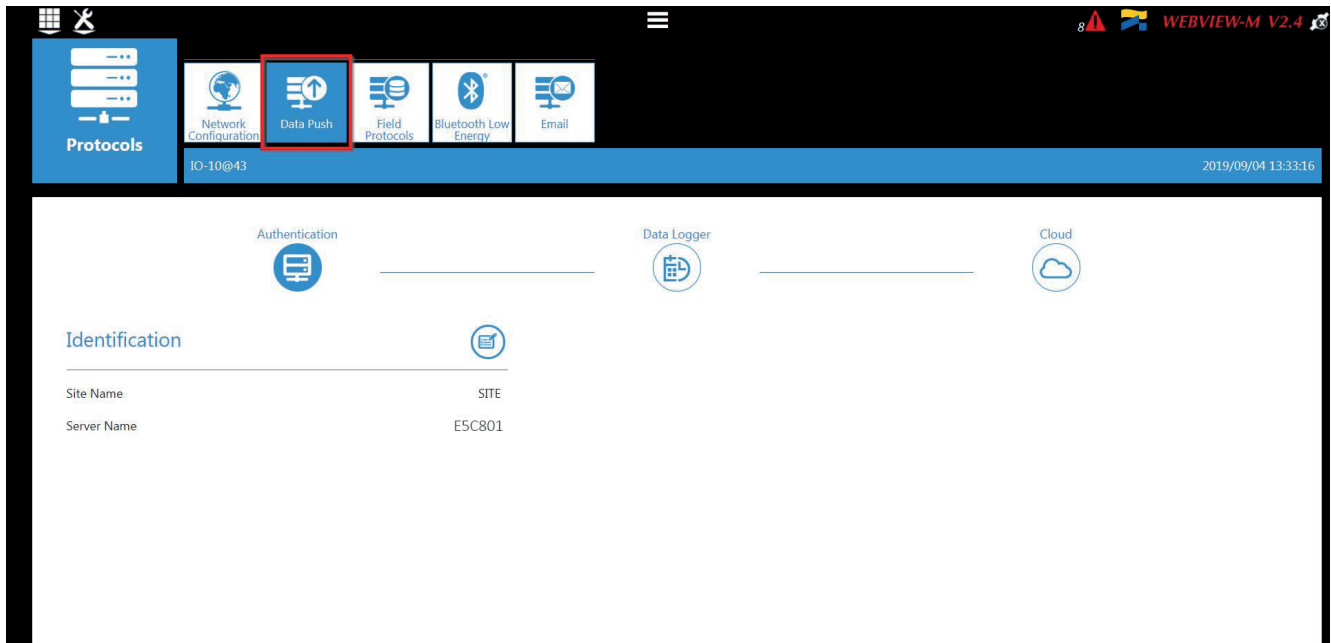 8
WEBVIEW-M V2.4
Protocols
Network
Configuration
Data Push
Field
Protocols
Bluetooth Low
Energy
Email
IO-10@43
2019/09/04 13:33:16
Authentication
Data Logger
Cloud
Identification
Site Name
SITE
Server Name
E5C801